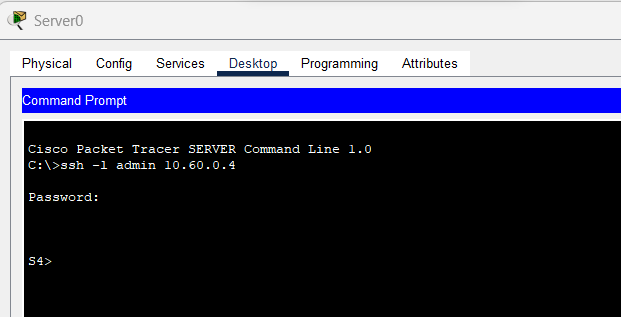 Server0
Physical Config Services Desktop Programming Attributes
Command Prompt
Cisco Packet Tracer SERVER Command Line 1.0
C:\>ssh -l admin 10.60.0.4
Password:
S4>